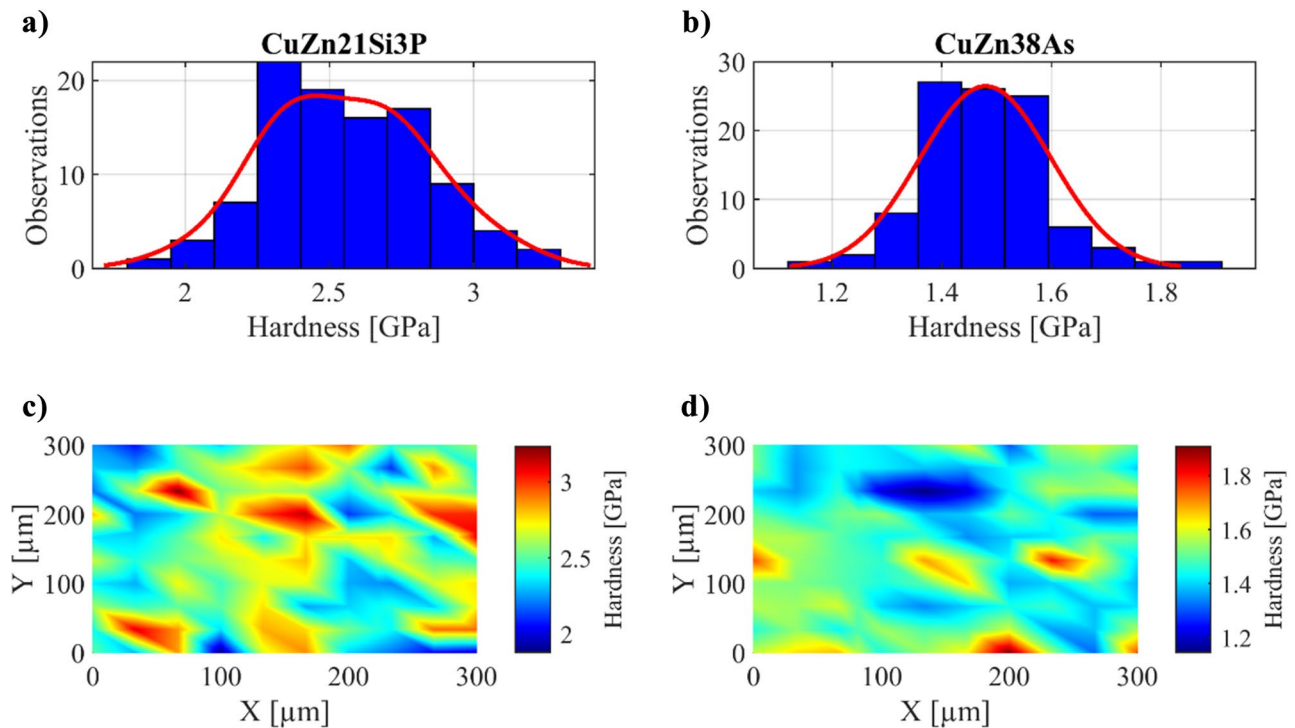 a)
CuZn21Si3P
20
10
0
Observations
2
2.5
3
Hardness [GPa]
b)
CuZn38As
30
20
10
0
Observations
1.2
1.4
1.6
1.8
Hardness [GPa]
c)
300
200
100
0
Y [µm]
0
100
200
300
X [µm]
3
2.5
2
Hardness [GPa]
d)
300
200
100
0
Y [µm]
0
100
200
300
X [µm]
1.8
1.6
1.4
1.2
Hardness [GPa]